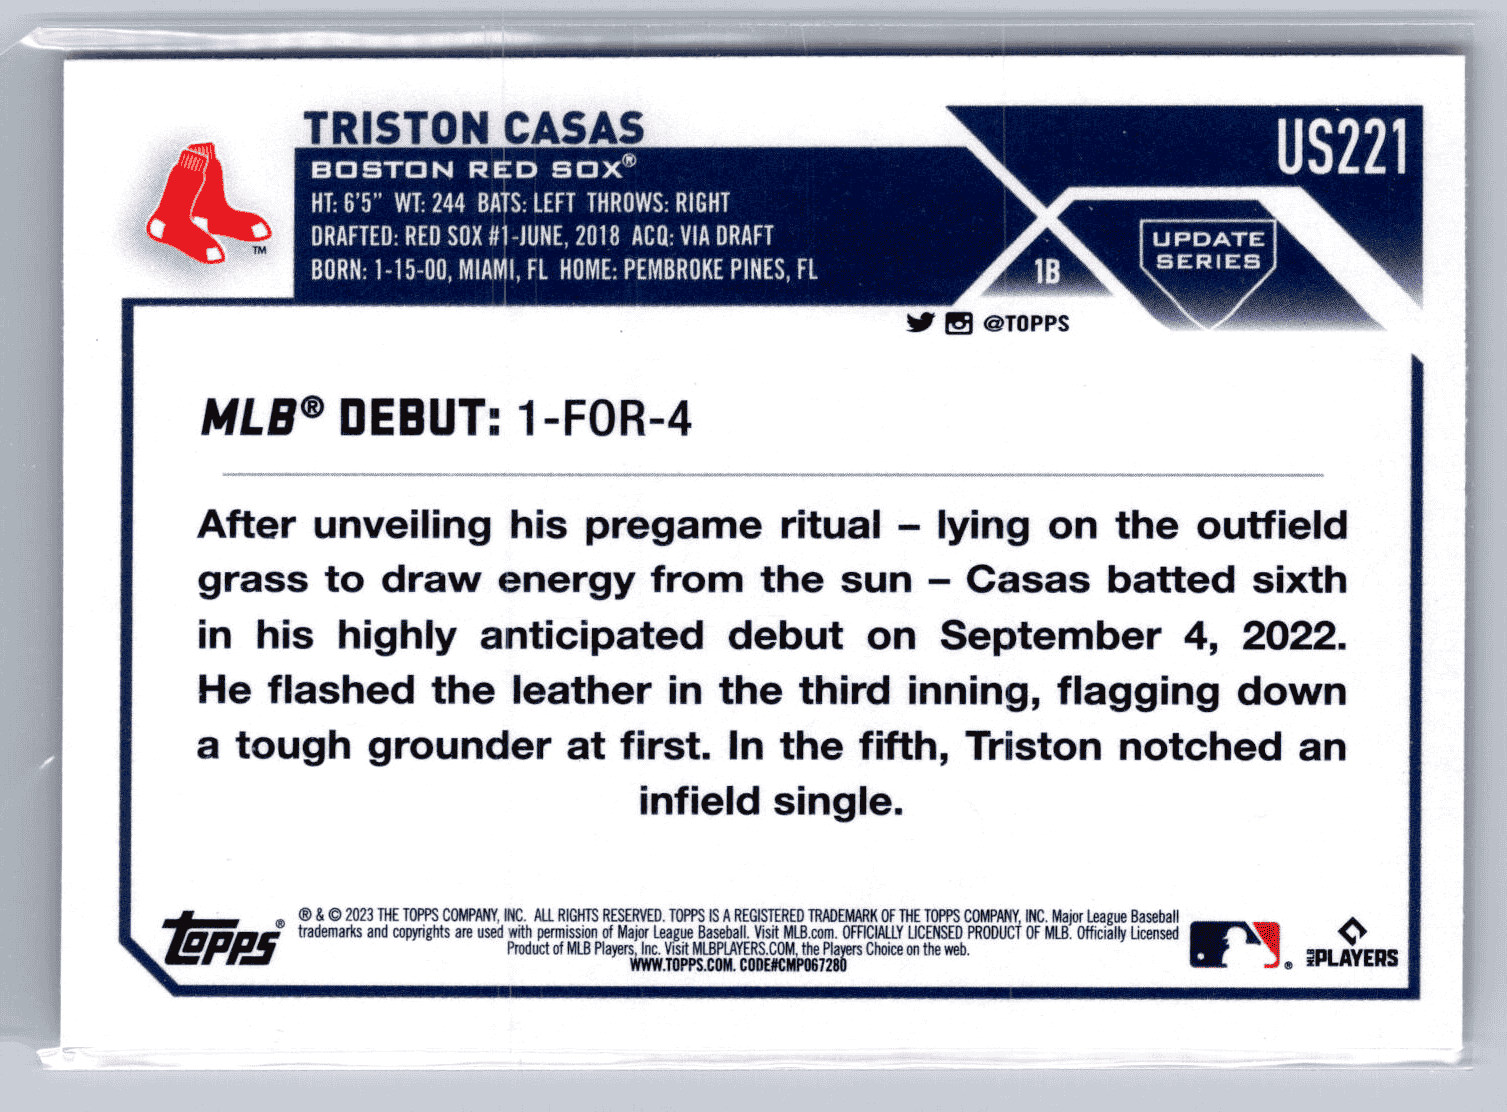 TRISTON CASAS
BOSTON RED SOX®
HT: 6'5" WT: 244 BATS: LEFT THROWS: RIGHT
DRAFTED: RED SOX #1-JUNE, 2018 ACQ: VIA DRAFT
BORN: 1-15-00, MIAMI, FL HOME: PEMBROKE PINES, FL
™
US221
UPDATE
SERIES
1B
@TOPPS
MLB® DEBUT: 1-FOR-4
After unveiling his pregame ritual – lying on the outfield
grass to draw energy from the sun – Casas batted sixth
in his highly anticipated debut on September 4, 2022.
He flashed the leather in the third inning, flagging down
a tough grounder at first. In the fifth, Triston notched an
infield single.
Topps®
® & © 2023 THE TOPPS COMPANY, INC. ALL RIGHTS RESERVED. TOPPS IS A REGISTERED TRADEMARK OF THE TOPPS COMPANY, INC. Major League Baseball
trademarks and copyrights are used with permission of Major League Baseball. Visit MLB.com. OFFICIALLY LICENSED PRODUCT OF MLB. Officially Licensed
Product of MLB Players, Inc. Visit MLBPLAYERS.COM, the Players Choice on the web.
WWW.TOPPS.COM. CODE#CMP067280
®
MLB PLAYERS